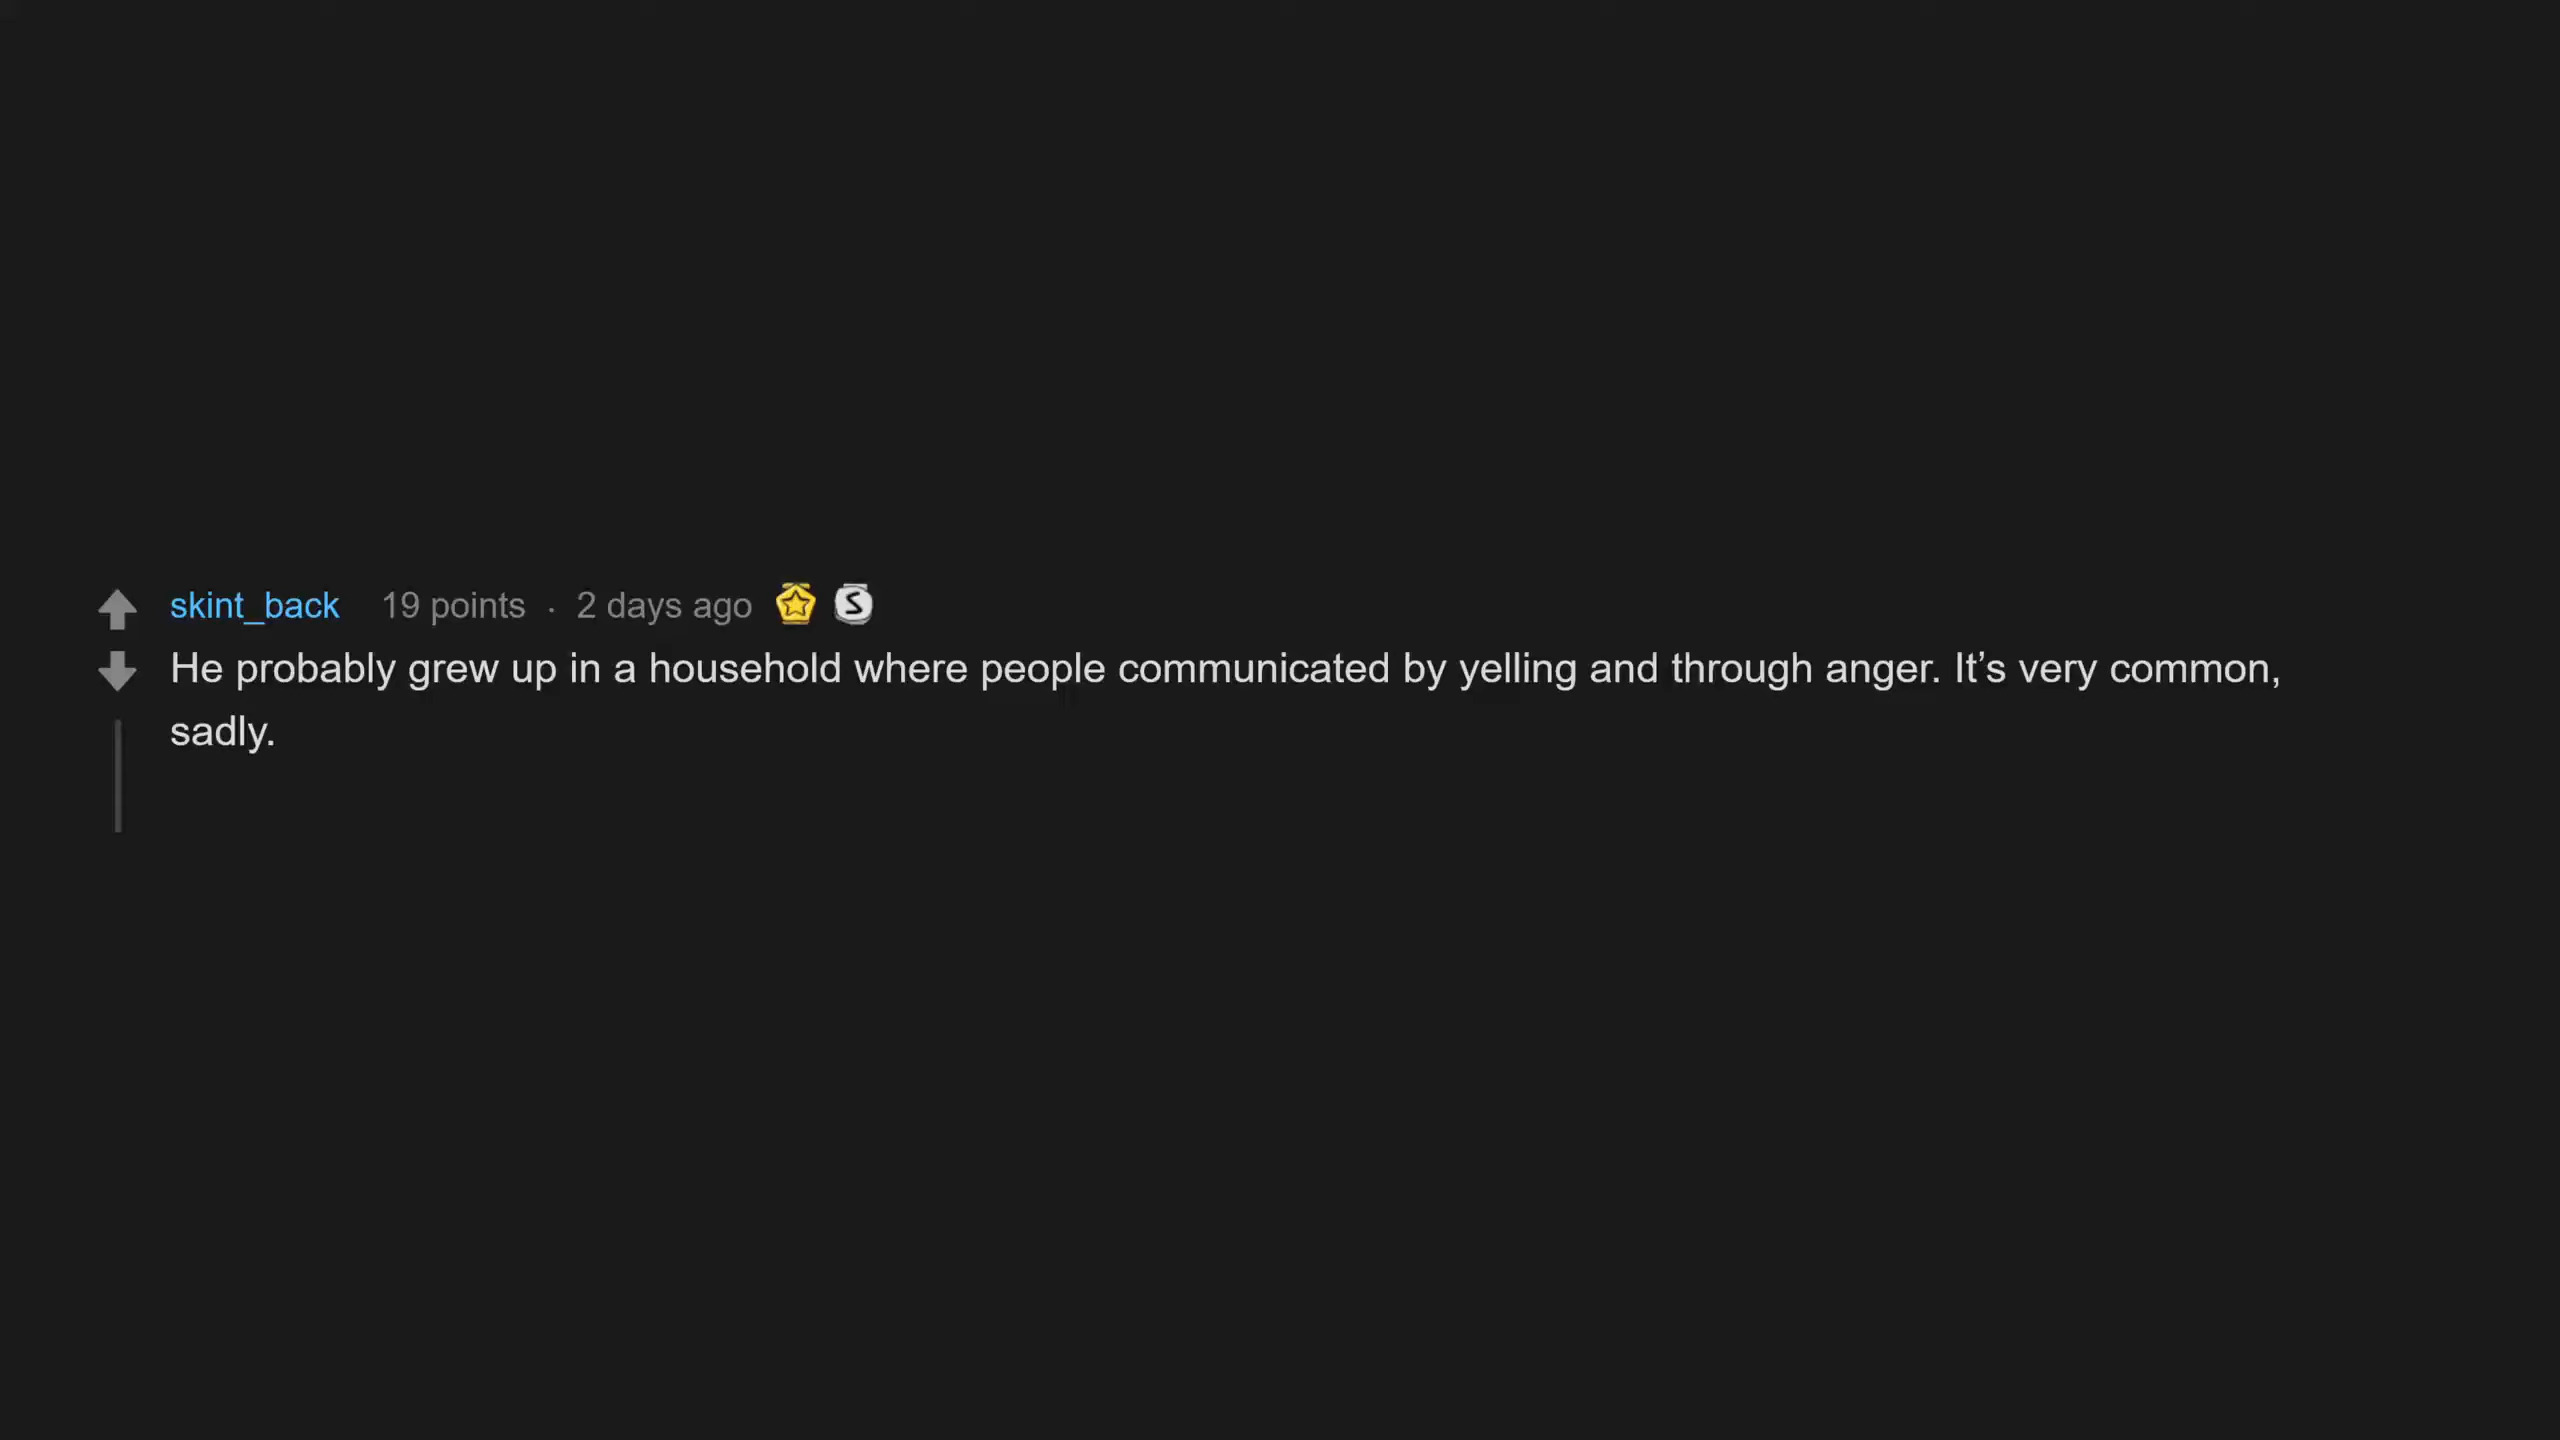 skint_back 19 points · 2 days ago
He probably grew up in a household where people communicated by yelling and through anger. It’s very common,
sadly.